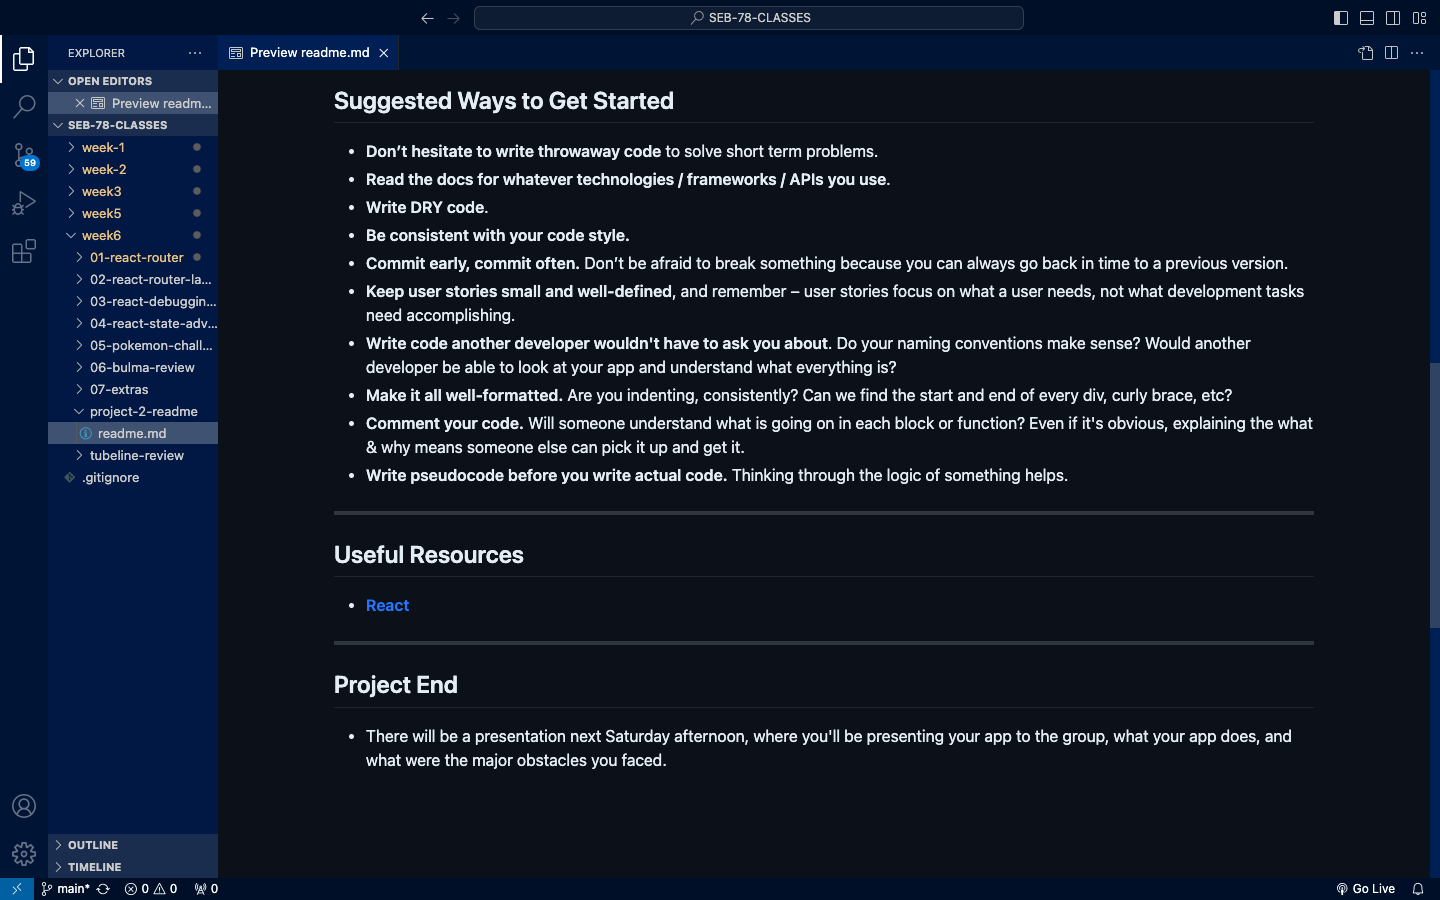 SEB-78-CLASSES
EXPLORER
Preview readme.md
OPEN EDITORS
Preview readm...
SEB-78-CLASSES
week-1
week-2
week3
week5
week6
01-react-router
02-react-router-la...
03-react-debuggin...
04-react-state-adv...
05-pokemon-chall...
06-bulma-review
07-extras
project-2-readme
readme.md
tubeline-review
.gitignore
59
OUTLINE
TIMELINE
Suggested Ways to Get Started
• Don’t hesitate to write throwaway code to solve short term problems.
• Read the docs for whatever technologies / frameworks / APIs you use.
• Write DRY code.
• Be consistent with your code style.
• Commit early, commit often. Don’t be afraid to break something because you can always go back in time to a previous version.
• Keep user stories small and well-defined, and remember – user stories focus on what a user needs, not what development tasks
need accomplishing.
• Write code another developer wouldn't have to ask you about. Do your naming conventions make sense? Would another
developer be able to look at your app and understand what everything is?
• Make it all well-formatted. Are you indenting, consistently? Can we find the start and end of every div, curly brace, etc?
• Comment your code. Will someone understand what is going on in each block or function? Even if it's obvious, explaining the what
& why means someone else can pick it up and get it.
• Write pseudocode before you write actual code. Thinking through the logic of something helps.
Useful Resources
• React
Project End
• There will be a presentation next Saturday afternoon, where you'll be presenting your app to the group, what your app does, and
what were the major obstacles you faced.
main* 0 0 0 Go Live